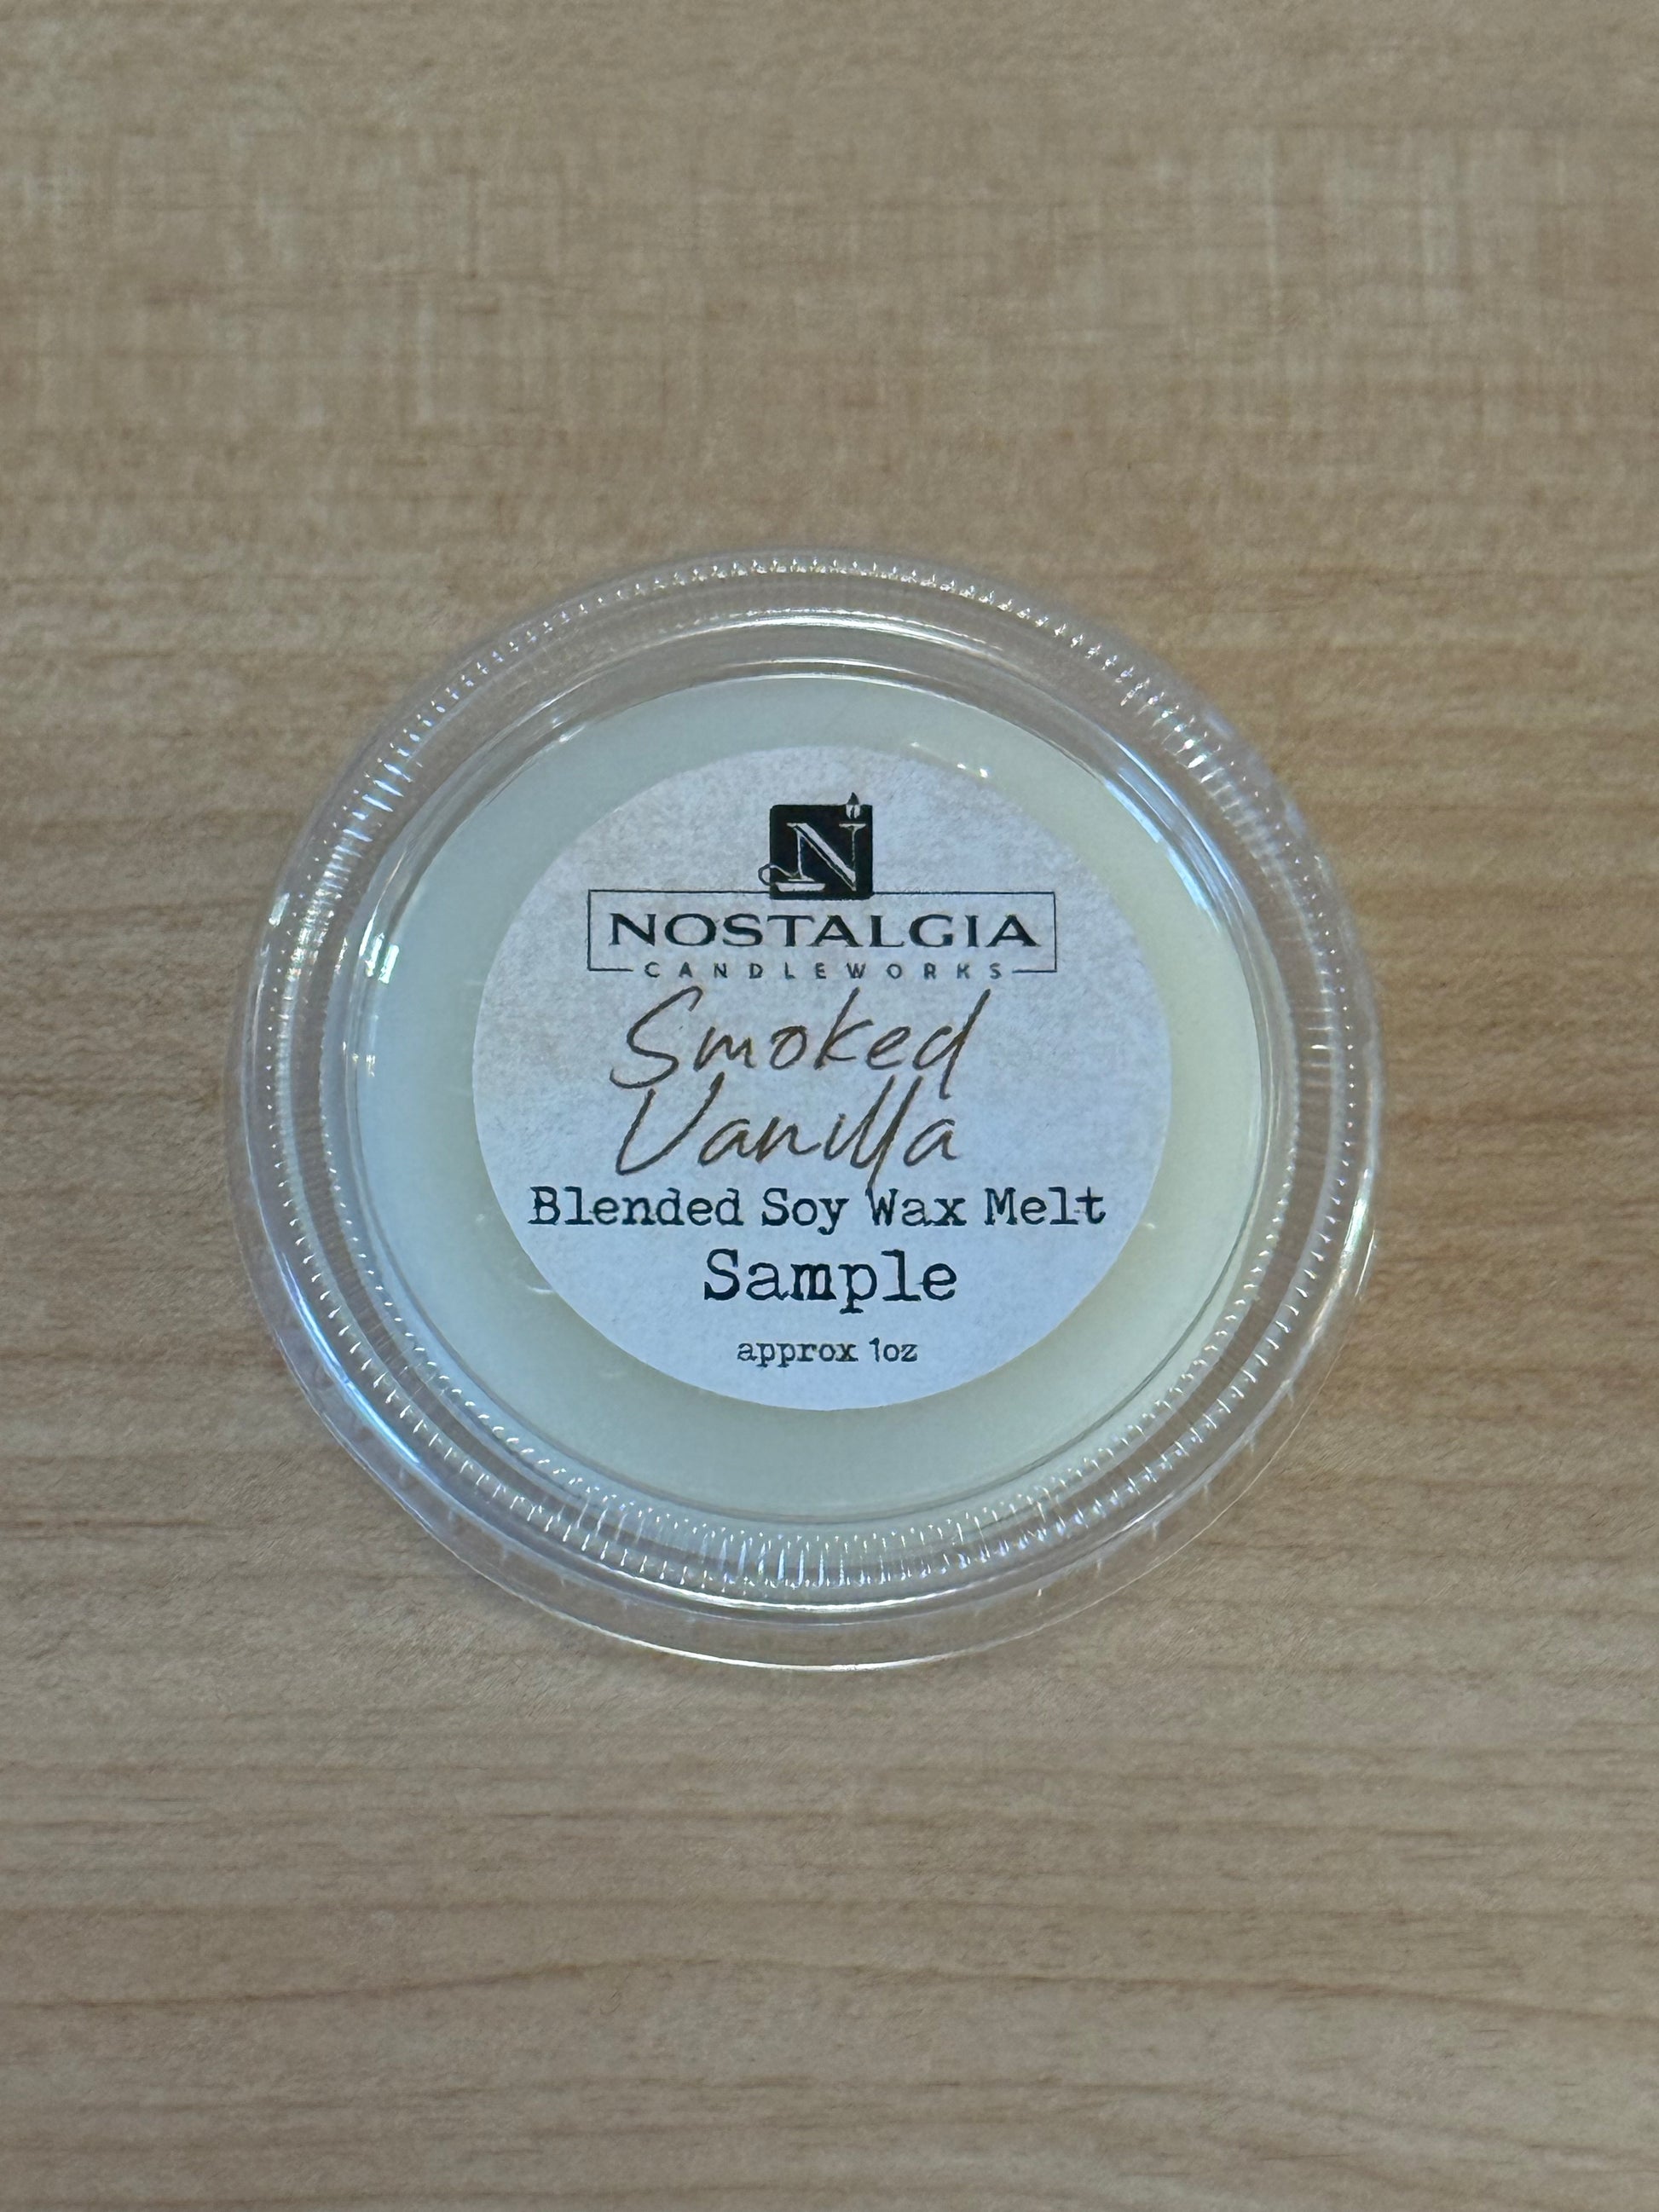 N
NOSTALGIA
CANDLEWORKS
Smoked
Vanilla
Blended Soy Wax Melt
Sample
approx 1oz